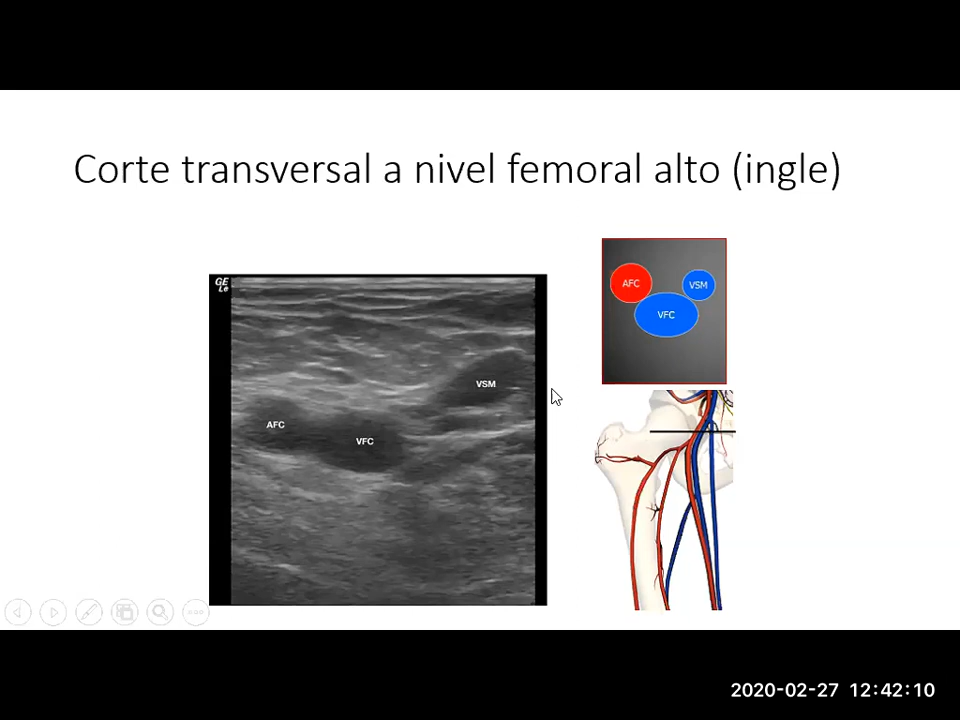 Corte transversal a nivel femoral alto (ingle)
GE
Le
AFC
VFC
VSM
AFC
VSM
VFC
2020-02-27 12:42:10